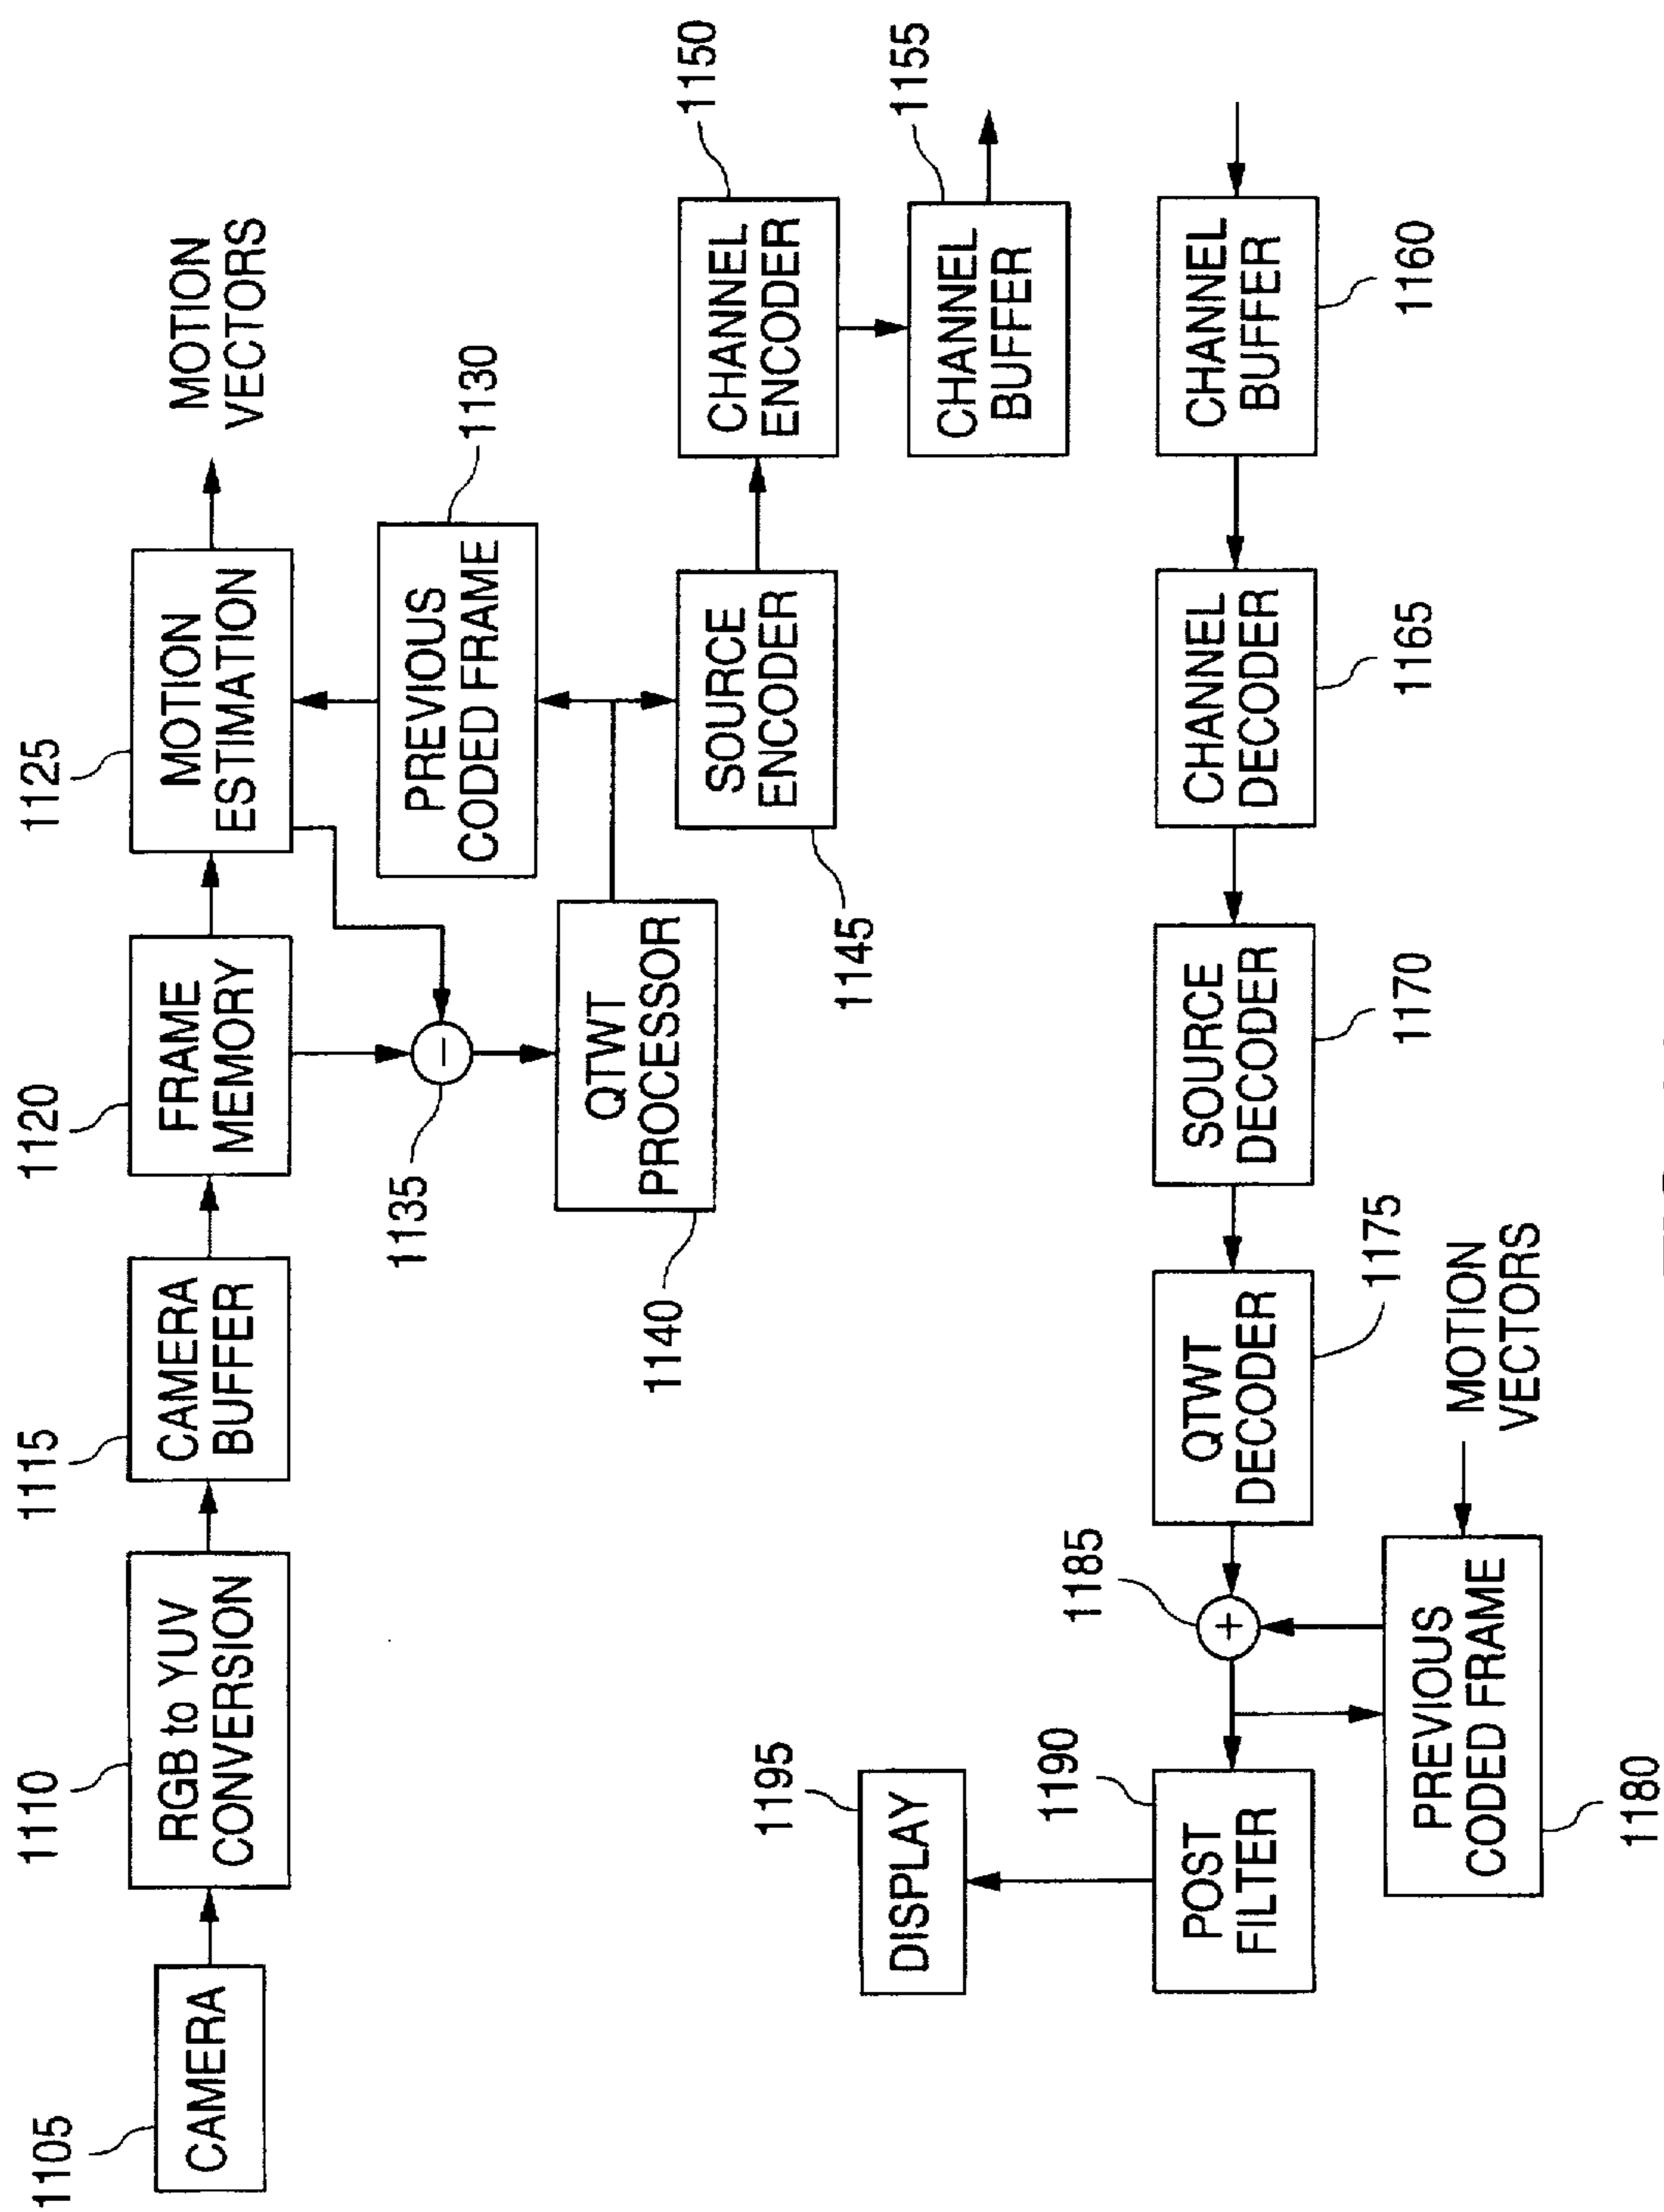 1105
CAMERA
1110
RGB to YUV
CONVERSION
1115
CAMERA
BUFFER
1120
FRAME
MEMORY
1125
MOTION
ESTIMATION
MOTION
VECTORS
1130
PREVIOUS
CODED FRAME
1135
−
1140
QTWT
PROCESSOR
1145
SOURCE
ENCODER
1150
CHANNEL
ENCODER
1155
CHANNEL
BUFFER
1195
DISPLAY
1190
POST
FILTER
1185
+
QTWT
DECODER
1175
SOURCE
DECODER
1170
CHANNEL
DECODER
1165
CHANNEL
BUFFER
1160
PREVIOUS
CODED FRAME
1180
MOTION
VECTORS